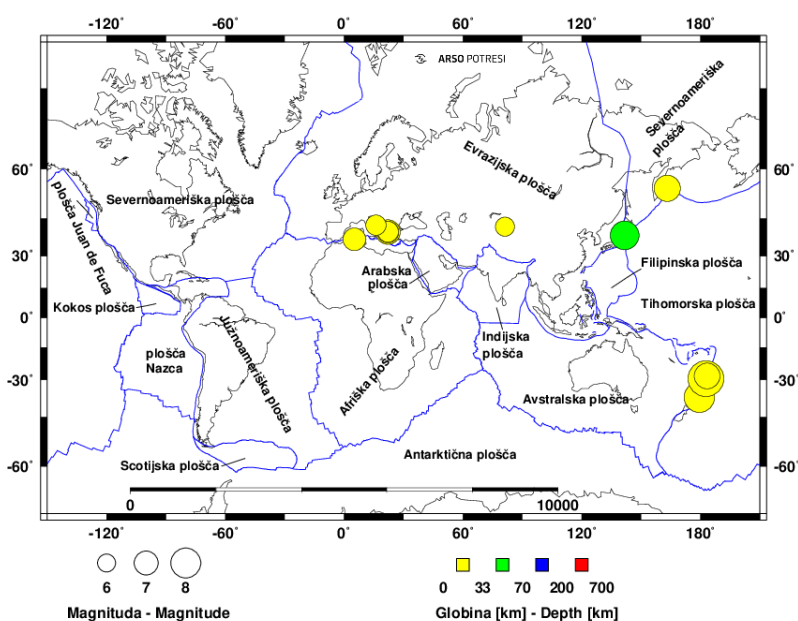 -120° -60° 0° 60° 120° 180°
ARSO POTRESI
Severnoameriška
plošča
Evrazijska plošča
60° 60°
Severnoameriška plošča
plošča Juan de Fuca
30° 30°
Arabska
plošča
Filipinska plošča
Kokos plošča
Tihomorska plošča
0° 0°
Južnoameriška plošča
Indijska
plošča
plošča
Nazca
Afriška plošča
-30° -30°
Avstralska plošča
Antarktična plošča
Scotijska plošča
-60° -60°
0 10000
-120° -60° 0° 60° 120° 180°
6 7 8
0 33 70 200 700
Magnituda - Magnitude
Globina [km] - Depth [km]